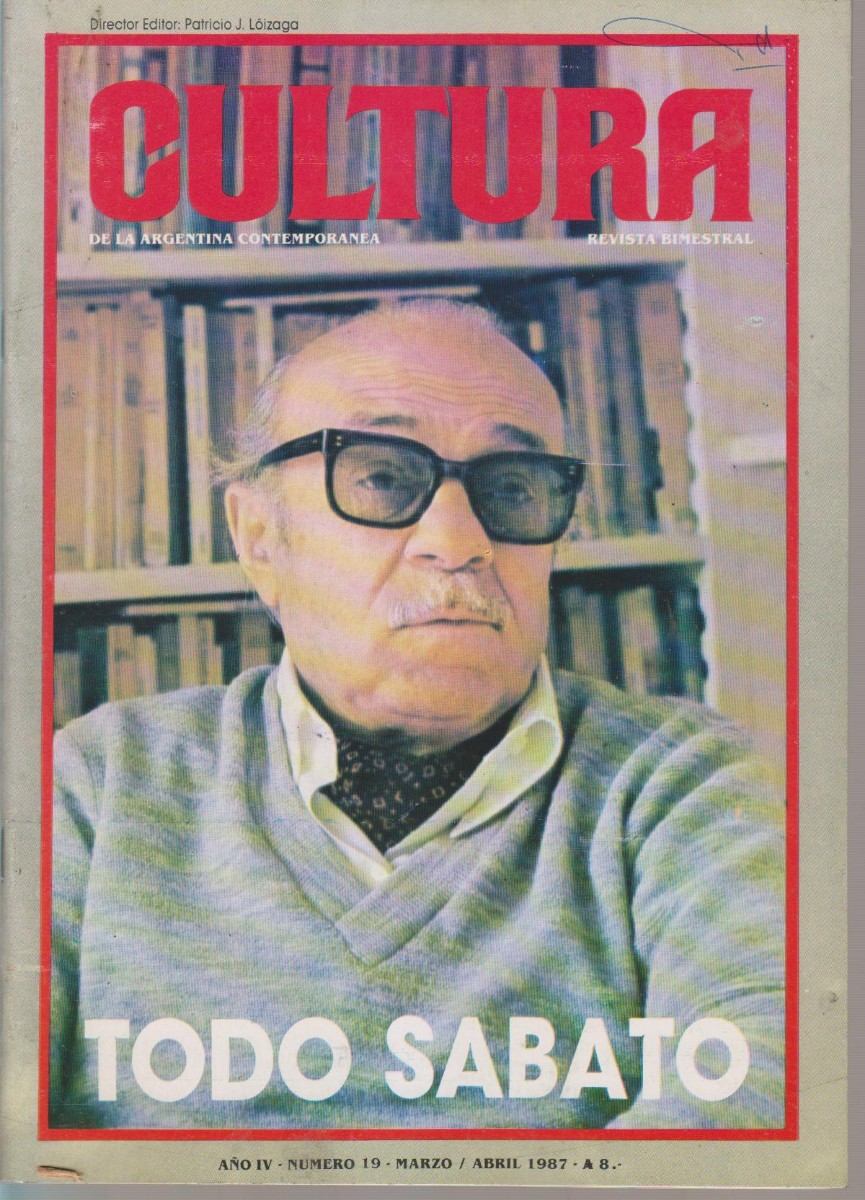 Director Editor: Patricio J. Lóizaga
CULTURA
DE LA ARGENTINA CONTEMPORANEA REVISTA BIMESTRAL
TODO SABATO
AÑO IV - NUMERO 19 - MARZO / ABRIL 1987 - ₳ 8.-